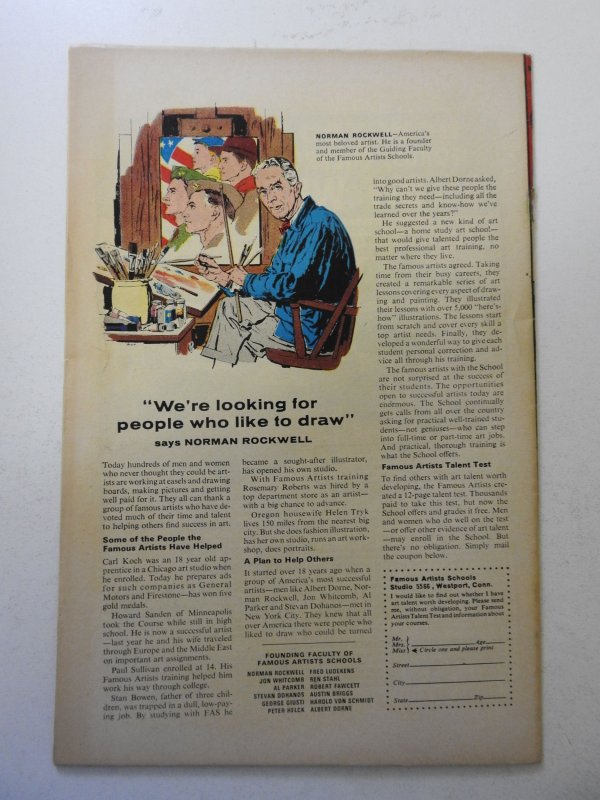 NORMAN ROCKWELL—America's
most beloved artist. He is a founder
and member of the Guiding Faculty
of the Famous Artists Schools.
"We're looking for
people who like to draw"
says NORMAN ROCKWELL
Today hundreds of men and women
who never thought they could be art-
ists are working at easels and drawing
boards, making pictures and getting
well paid for it. They all can thank a
group of famous artists who have de-
voted much of their time and talent
to helping others find success in art.
Some of the People the
Famous Artists Have Helped
Carl Koch was an 18 year old ap-
prentice in a Chicago art studio when
he enrolled. Today he prepares ads
for such companies as General
Motors and Firestone—has won five
gold medals.
Howard Sanden of Minneapolis
took the Course while still in high
school. He is now a successful artist
—last year he and his wife traveled
through Europe and the Middle East
on important art assignments.
Paul Sullivan enrolled at 14. His
Famous Artists training helped him
work his way through college.
Stan Bowen, father of three chil-
dren, was trapped in a dull, low-pay-
ing job. By studying with FAS he
became a sought-after illustrator,
has opened his own studio.
With Famous Artists training
Rosemary Roberts was hired by a
top department store as an artist—
with a big chance to advance.
Oregon housewife Helen Tryk
lives 150 miles from the nearest big
city. But she does fashion illustration,
has her own studio, runs an art work-
shop, does portraits.
A Plan to Help Others
It started over 18 years ago when a
group of America's most successful
artists—men like Albert Dorne, Nor-
man Rockwell, Jon Whitcomb, Al
Parker and Stevan Dohanos—met in
New York City. They knew that all
over America there were people who
liked to draw who could be turned
FOUNDING FACULTY OF
FAMOUS ARTISTS SCHOOLS
NORMAN ROCKWELL FRED LUDEKENS
JON WHITCOMB BEN STAHL
AL PARKER ROBERT FAWCETT
STEVAN DOHANOS AUSTIN BRIGGS
GEORGE GIUSTI HAROLD VON SCHMIDT
PETER HELCK ALBERT DORNE
into good artists. Albert Dorne asked,
"Why can't we give these people the
training they need—including all the
trade secrets and know-how we've
learned over the years?"
He suggested a new kind of art
school—a home study art school—
that would give talented people the
best professional art training, no
matter where they live.
The famous artists agreed. Taking
time from their busy careers, they
created a remarkable series of art
lessons covering every aspect of draw-
ing and painting. They illustrated
their lessons with over 5,000 "here's-
how" illustrations. The lessons start
from scratch and cover every skill a
top artist needs. Finally, they de-
veloped a wonderful way to give each
student personal correction and ad-
vice all through his training.
The famous artists with the School
are not surprised at the success of
their students. The opportunities
open to successful artists today are
enormous. The School continually
gets calls from all over the country
asking for practical well-trained stu-
dents—not geniuses—who can step
into full-time or part-time art jobs.
And practical, thorough training is
what the School offers.
Famous Artists Talent Test
To find others with art talent worth
developing, the Famous Artists cre-
ated a 12-page talent test. Thousands
paid to take this test, but now the
School offers and grades it free. Men
and women who do well on the test
—or offer other evidence of art talent
—may enroll in the School. But
there's no obligation. Simply mail
the coupon below.
Famous Artists Schools
Studio 5566, Westport, Conn.
I would like to find out whether I have
art talent worth developing. Please send
me, without obligation, your Famous
Artists Talent Test and information about
your courses.
Mr.
Mrs. Age
Miss Circle one and please print
Street
City
State Zip